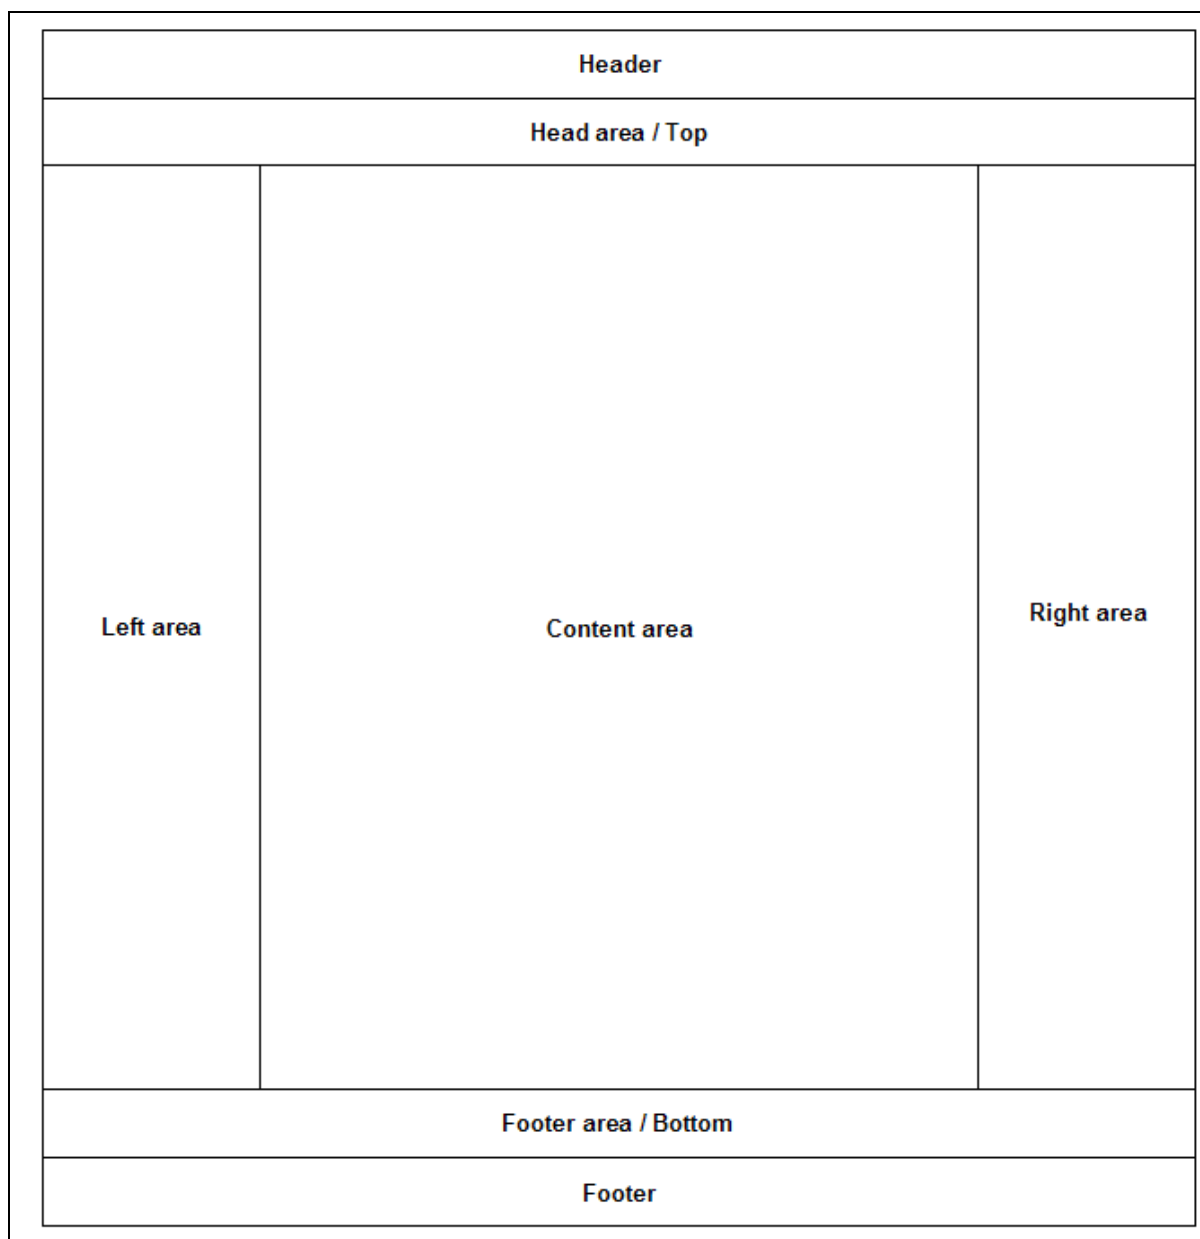 Header
Head area / Top
Left area
Content area
Right area
Footer area / Bottom
Footer